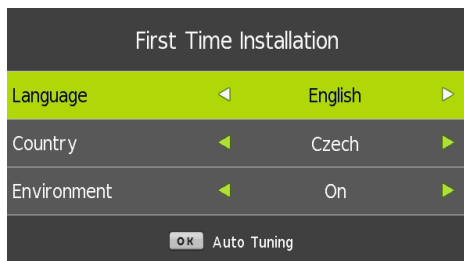 First Time Installation
Language English
Country Czech
Environment On
OK Auto Tuning